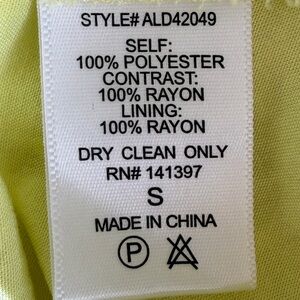 STYLE# ALD42049
SELF:
100% POLYESTER
CONTRAST:
100% RAYON
LINING:
100% RAYON
DRY CLEAN ONLY
RN# 141397
S
MADE IN CHINA
P